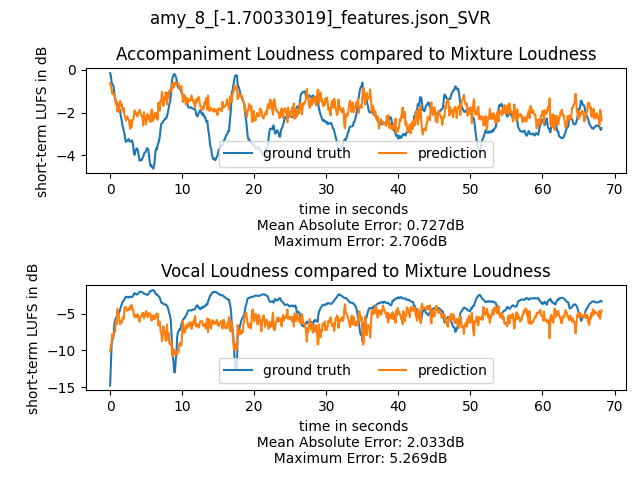 amy_8_[-1.70033019]_features.json_SVR
Accompaniment Loudness compared to Mixture Loudness
short-term LUFS in dB
0
−2
−4
ground truth prediction
0 10 20 30 40 50 60 70
time in seconds
Mean Absolute Error: 0.727dB
Maximum Error: 2.706dB
Vocal Loudness compared to Mixture Loudness
short-term LUFS in dB
−5
−10
−15
ground truth prediction
0 10 20 30 40 50 60 70
time in seconds
Mean Absolute Error: 2.033dB
Maximum Error: 5.269dB